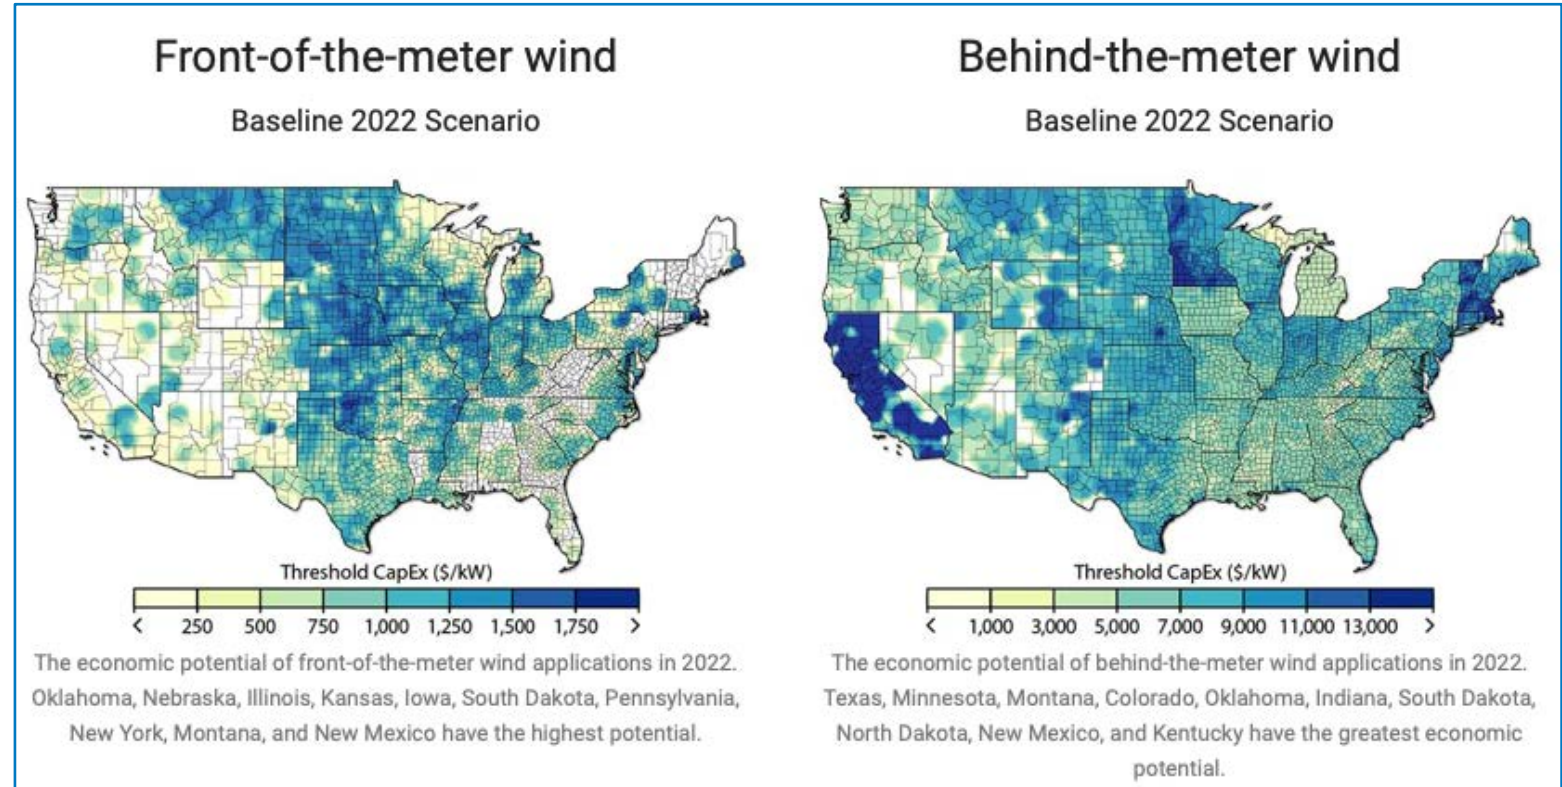 Front-of-the-meter wind
Baseline 2022 Scenario
Threshold CapEx ($/kW)
< 250 500 750 1,000 1,250 1,500 1,750 >
The economic potential of front-of-the-meter wind applications in 2022.
Oklahoma, Nebraska, Illinois, Kansas, Iowa, South Dakota, Pennsylvania,
New York, Montana, and New Mexico have the highest potential.
Behind-the-meter wind
Baseline 2022 Scenario
Threshold CapEx ($/kW)
< 1,000 3,000 5,000 7,000 9,000 11,000 13,000 >
The economic potential of behind-the-meter wind applications in 2022.
Texas, Minnesota, Montana, Colorado, Oklahoma, Indiana, South Dakota,
North Dakota, New Mexico, and Kentucky have the greatest economic
potential.